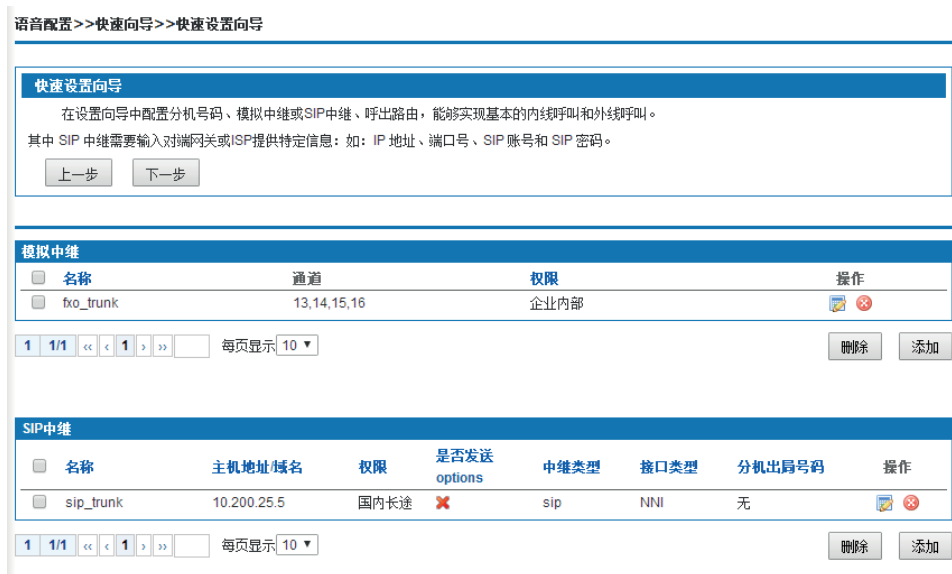 语音配置>>快速向导>>快速设置向导
快速设置向导
在设置向导中配置分机号码、模拟中继或SIP中继、呼出路由，能够实现基本的内线呼叫和外线呼叫。
其中 SIP 中继需要输入对端网关或ISP提供特定信息：如：IP 地址、端口号、SIP 账号和 SIP 密码。
上一步 下一步
模拟中继
名称 通道 权限 操作
fxo_trunk 13,14,15,16 企业内部
1 1/1 ‹‹ ‹ 1 › ›› 每页显示 10 ▼ 删除 添加
SIP中继
名称 主机地址/域名 权限 是否发送 options 中继类型 接口类型 分机出局号码 操作
sip_trunk 10.200.25.5 国内长途 sip NNI 无
1 1/1 ‹‹ ‹ 1 › ›› 每页显示 10 ▼ 删除 添加